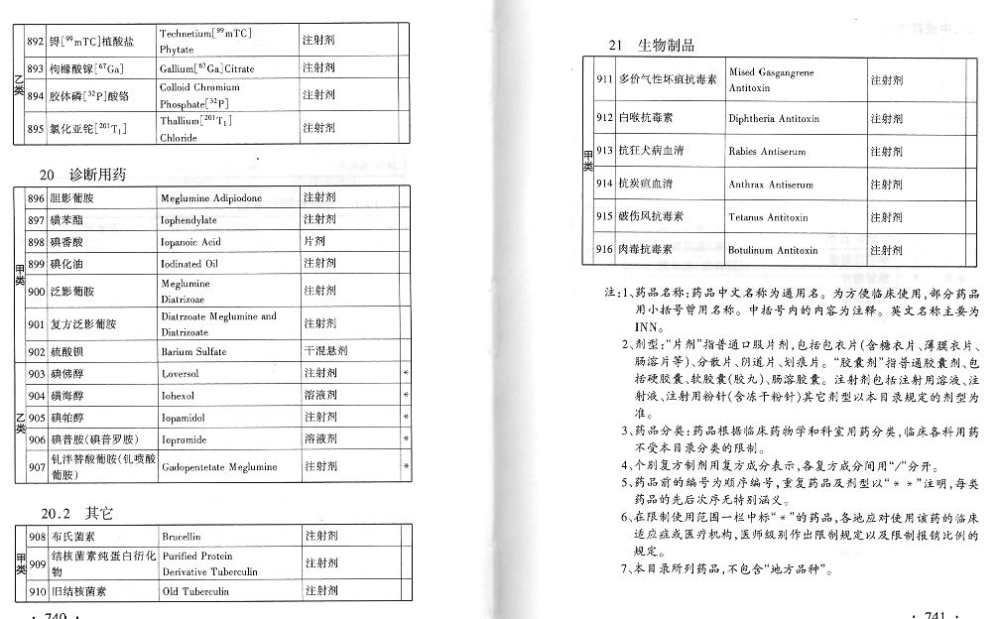 乙类
892 锝[99mTC]植酸盐 Technetium[99mTC] Phytate 注射剂
893 枸橼酸镓[67Ga] Gallium[67Ga]Citrate 注射剂
894 胶体磷[32P]酸铬 Colloid Chromium Phosphate[32P] 注射剂
895 氯化亚铊[201T1] Thallium[201T1] Chloride 注射剂
20 诊断用药
甲类
896 胆影葡胺 Meglumine Adipiodone 注射剂
897 磺苯酯 Iophendylate 注射剂
898 碘番酸 Iopanoic Acid 片剂
899 碘化油 Iodinated Oil 注射剂
900 泛影葡胺 Meglumine Diatrizoae 注射剂
901 复方泛影葡胺 Diatrzoate Meglumine and Diatrizoate 注射剂
902 硫酸钡 Barium Sulfate 干混悬剂
乙类
903 碘佛醇 Loversol 注射剂 *
904 磺海醇 Iohexol 溶液剂 *
905 碘帕醇 Iopamidol 注射剂 *
906 碘普胺(碘普罗胺) Iopromide 溶液剂 *
907 钆泮替酸葡胺(钆喷酸葡胺) Gadopentetate Meglumine 注射剂 *
20.2 其它
甲类
908 布氏菌素 Brucellin 注射剂
909 结核菌素纯蛋白衍化物 Purified Protein Derivative Tuberculin 注射剂
910 旧结核菌素 Old Tuberculin 注射剂
· 740 ·
21 生物制品
甲类
911 多价气性坏疽抗毒素 Mised Gasgangrene Antitoxin 注射剂
912 白喉抗毒素 Diphtheria Antitoxin 注射剂
913 抗狂犬病血清 Rabies Antiserum 注射剂
914 抗炭疽血清 Anthrax Antiserum 注射剂
915 破伤风抗毒素 Tetanus Antitoxin 注射剂
916 肉毒抗毒素 Botulinum Antitoxin 注射剂
注:1、药品名称:药品中文名称为通用名。为方便临床使用,部分药品
用小括号曾用名称。中括号内的内容为注释。英文名称主要为
INN。
2、剂型:“片剂”指普通口服片剂,包括包衣片(含糖衣片、薄膜衣片、
肠溶片等)、分散片、阴道片、划痕片。“胶囊剂”指普通胶囊剂、包
括硬胶囊、软胶囊(胶丸)、肠溶胶囊。注射剂包括注射用溶液、注
射液、注射用粉针(含冻干粉针)其它剂型以本目录规定的剂型为
准。
3、药品分类:药品根据临床药物学和科室用药分类,临床各科用药
不受本目录分类的限制。
4、个别复方制剂用复方成分表示,各复方成分间用“/”分开。
5、药品前的编号为顺序编号,重复药品及剂型以“**”注明,每类
药品的先后次序无特别涵义。
6、在限制使用范围一栏中标“*”的药品,各地应对使用该药的临床
适应症或医疗机构,医师级别作出限制规定以及限制报销比例的
规定。
7、本目录所列药品,不包含“地方品种”。
· 741 ·